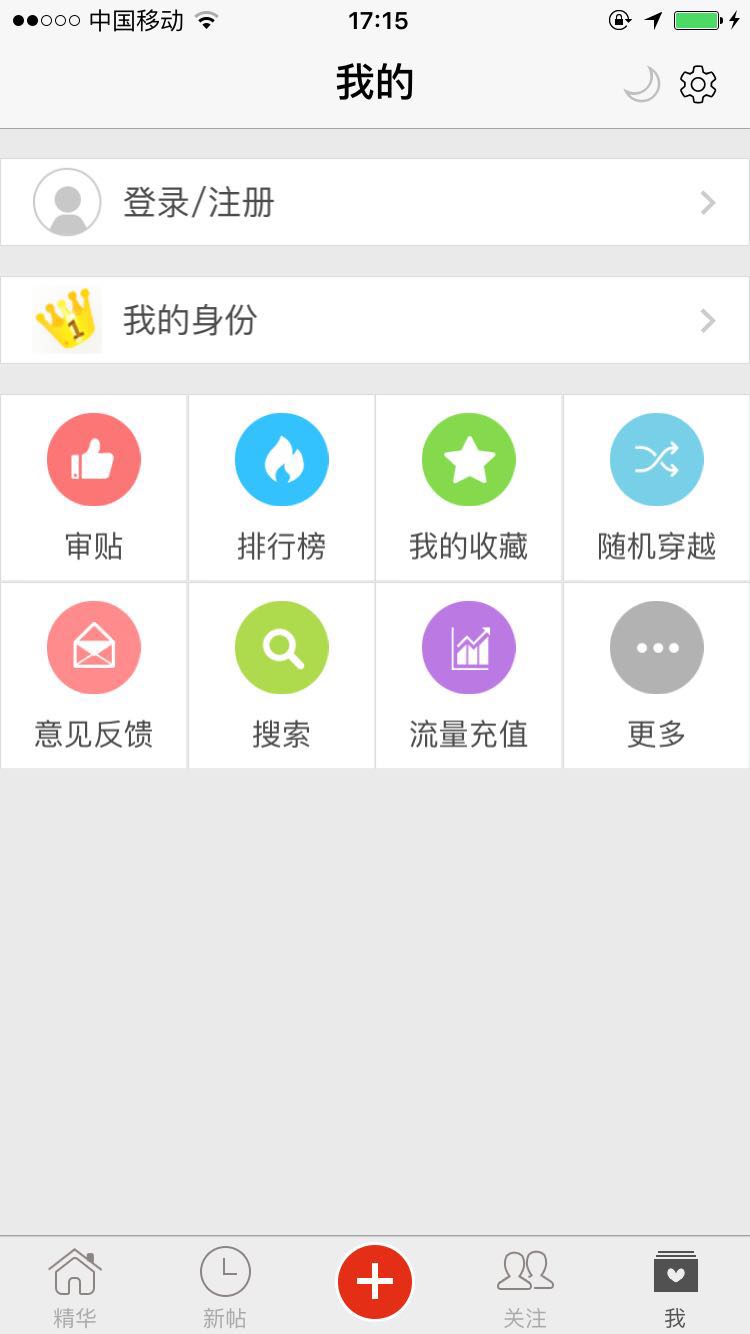 中国移动 17:15
我的
登录/注册
1
我的身份
审贴 排行榜 我的收藏 随机穿越
意见反馈 搜索 流量充值 更多
精华 新帖 关注 我